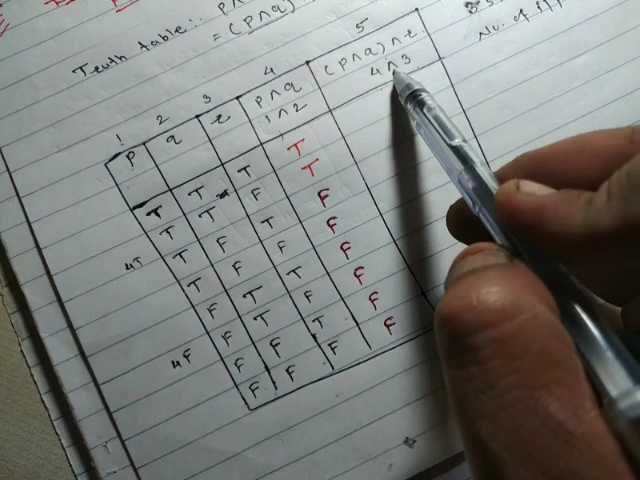 Truth table:- p∧
= (p∧q)
No. of
1 2 3 4 5
p q r p∧q (p∧q)∧r
1∧2 4∧3
T T T T
T T F T
4T T F T F
T F F F
F T T F
4F F T F F
F F T F
F F F F